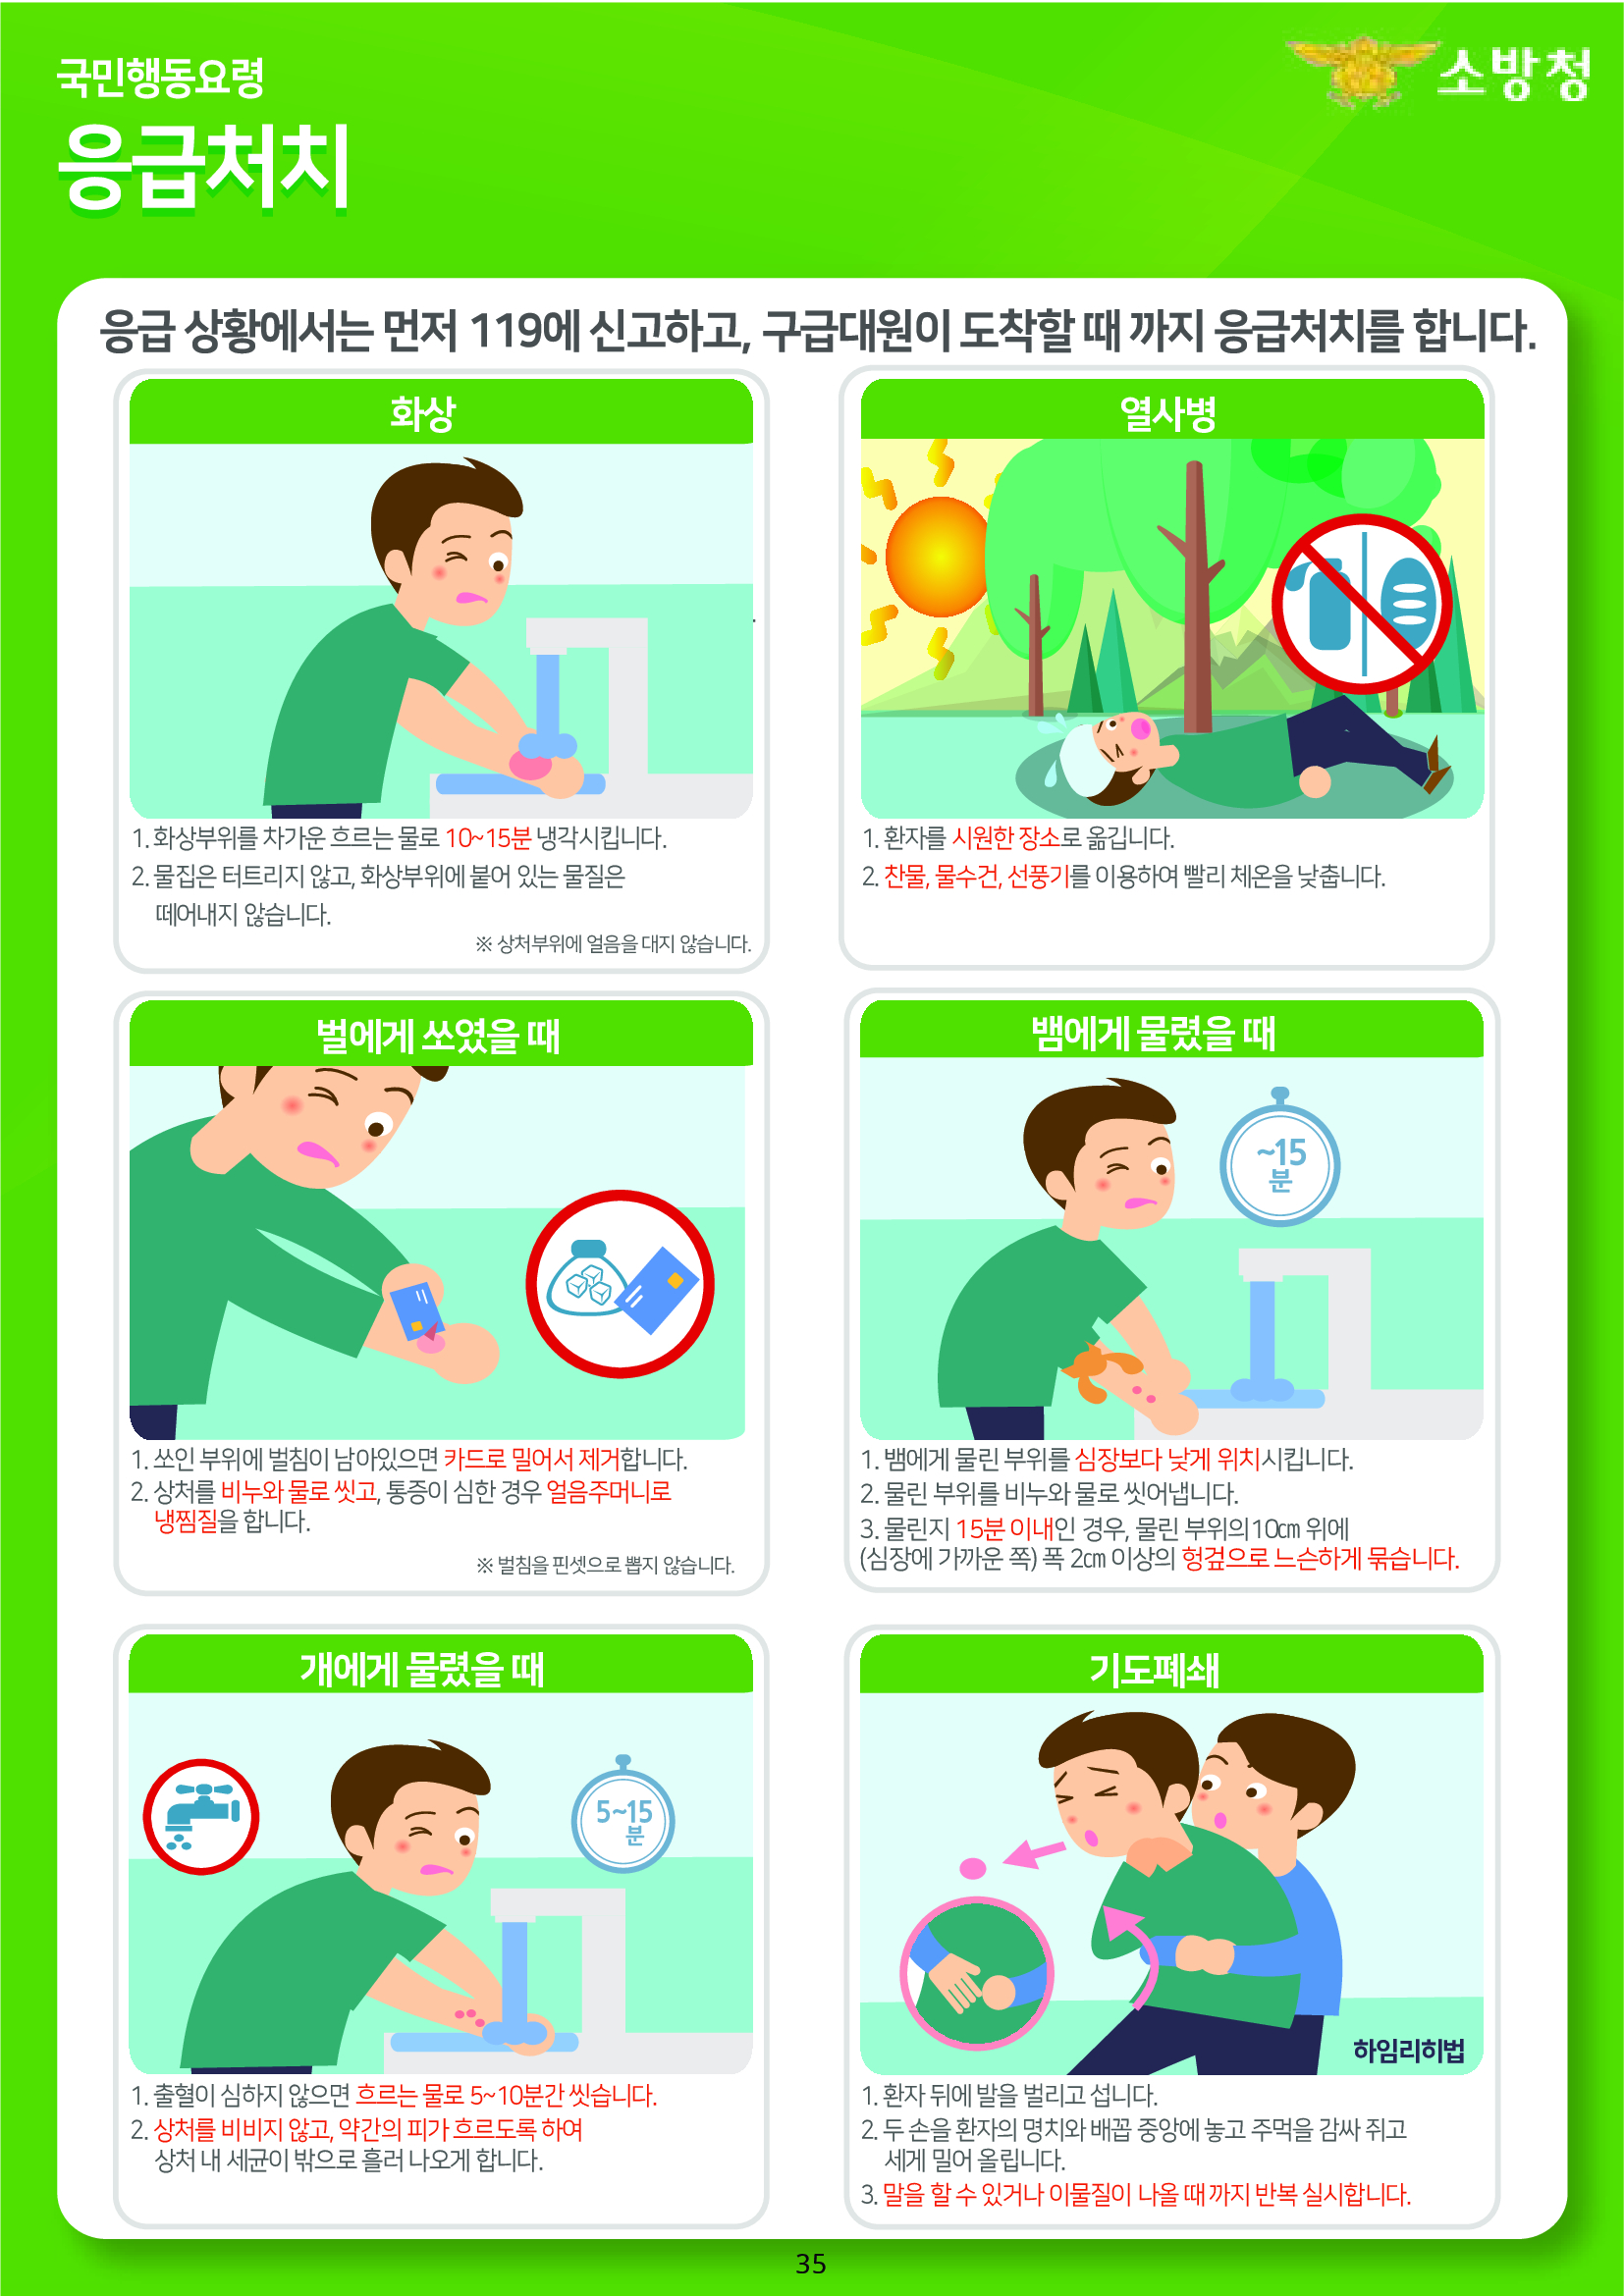 국민행동요령
소방청
응급처치
응급 상황에서는 먼저 119에 신고하고, 구급대원이 도착할 때 까지 응급처치를 합니다.
화상
1. 화상부위를 차가운 흐르는 물로 10~15분 냉각시킵니다.
2. 물집은 터트리지 않고, 화상부위에 붙어 있는 물질은
떼어내지 않습니다.
※ 상처부위에 얼음을 대지 않습니다.
열사병
1. 환자를 시원한 장소로 옮깁니다.
2. 찬물, 물수건, 선풍기를 이용하여 빨리 체온을 낮춥니다.
벌에게 쏘였을 때
1. 쏘인 부위에 벌침이 남아있으면 카드로 밀어서 제거합니다.
2. 상처를 비누와 물로 씻고, 통증이 심한 경우 얼음주머니로
냉찜질을 합니다.
※ 벌침을 핀셋으로 뽑지 않습니다.
뱀에게 물렸을 때
~15
분
1. 뱀에게 물린 부위를 심장보다 낮게 위치시킵니다.
2. 물린 부위를 비누와 물로 씻어냅니다.
3. 물린지 15분 이내인 경우, 물린 부위의10㎝ 위에
(심장에 가까운 쪽) 폭 2㎝ 이상의 헝겊으로 느슨하게 묶습니다.
개에게 물렸을 때
5~15
분
1. 출혈이 심하지 않으면 흐르는 물로 5~10분간 씻습니다.
2. 상처를 비비지 않고, 약간의 피가 흐르도록 하여
상처 내 세균이 밖으로 흘러 나오게 합니다.
기도폐쇄
하임리히법
1. 환자 뒤에 발을 벌리고 섭니다.
2. 두 손을 환자의 명치와 배꼽 중앙에 놓고 주먹을 감싸 쥐고
세게 밀어 올립니다.
3. 말을 할 수 있거나 이물질이 나올 때 까지 반복 실시합니다.
35